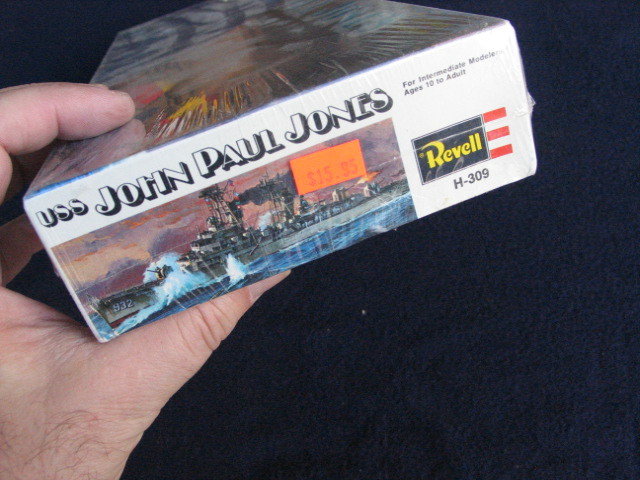 For Intermediate Modelers
Ages 10 to Adult
USS JOHN PAUL JONES
$15.95
Revell
H-309
932